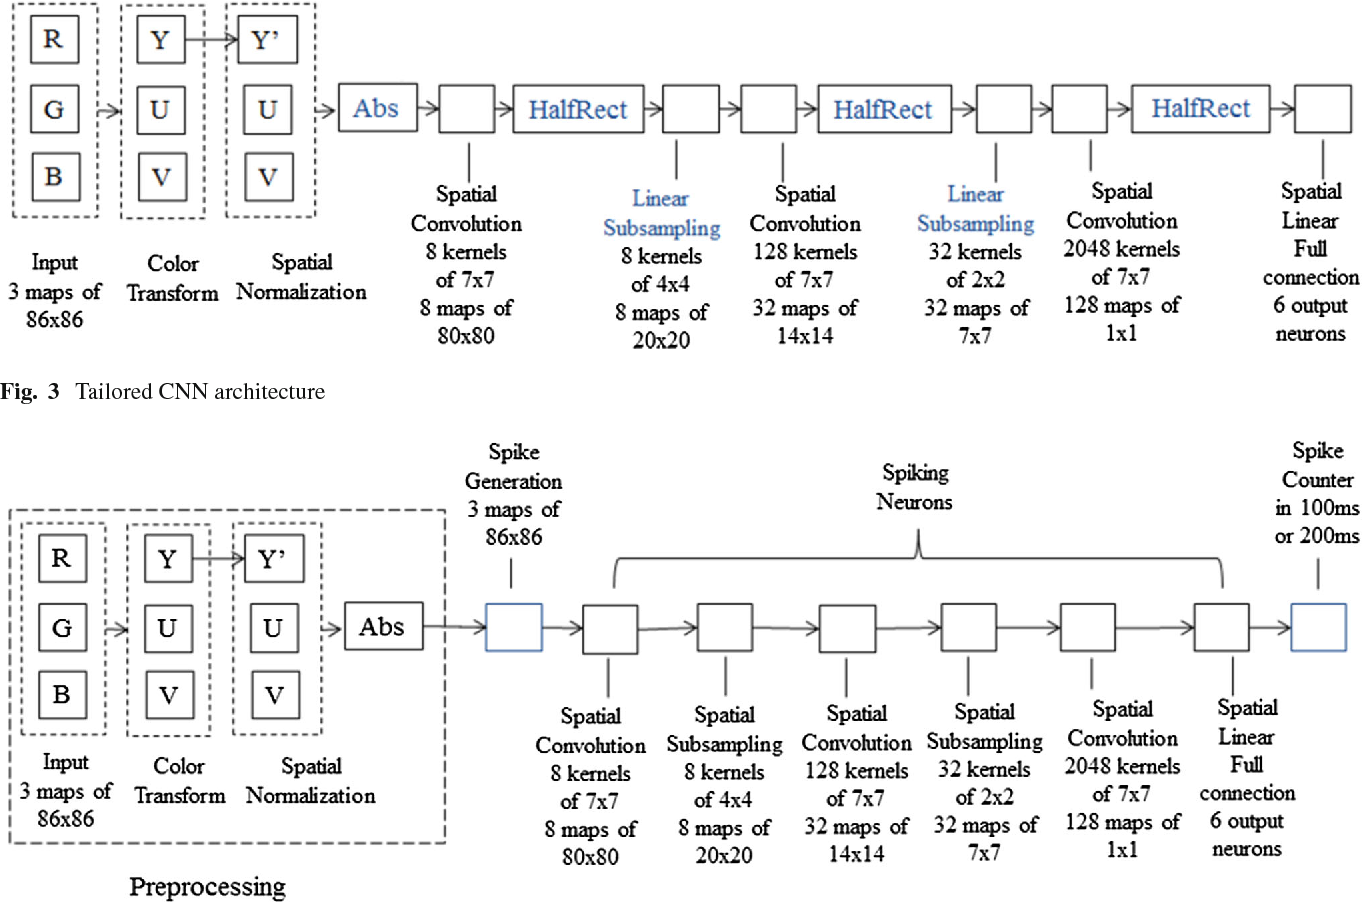 R
Y
Y’
G
U
U
B
V
V
Abs
HalfRect
HalfRect
HalfRect
Input
3 maps of
86x86
Color
Transform
Spatial
Normalization
Spatial
Convolution
8 kernels
of 7x7
8 maps of
80x80
Linear
Subsampling
8 kernels
of 4x4
8 maps of
20x20
Spatial
Convolution
128 kernels
of 7x7
32 maps of
14x14
Linear
Subsampling
32 kernels
of 2x2
32 maps of
7x7
Spatial
Convolution
2048 kernels
of 7x7
128 maps of
1x1
Spatial
Linear
Full
connection
6 output
neurons
Fig. 3 Tailored CNN architecture
Spike
Generation
3 maps of
86x86
Spiking
Neurons
Spike
Counter
in 100ms
or 200ms
R
Y
Y’
G
U
U
B
V
V
Abs
Input
3 maps of
86x86
Color
Transform
Spatial
Normalization
Preprocessing
Spatial
Convolution
8 kernels
of 7x7
8 maps of
80x80
Spatial
Subsampling
8 kernels
of 4x4
8 maps of
20x20
Spatial
Convolution
128 kernels
of 7x7
32 maps of
14x14
Spatial
Subsampling
32 kernels
of 2x2
32 maps of
7x7
Spatial
Convolution
2048 kernels
of 7x7
128 maps of
1x1
Spatial
Linear
Full
connection
6 output
neurons